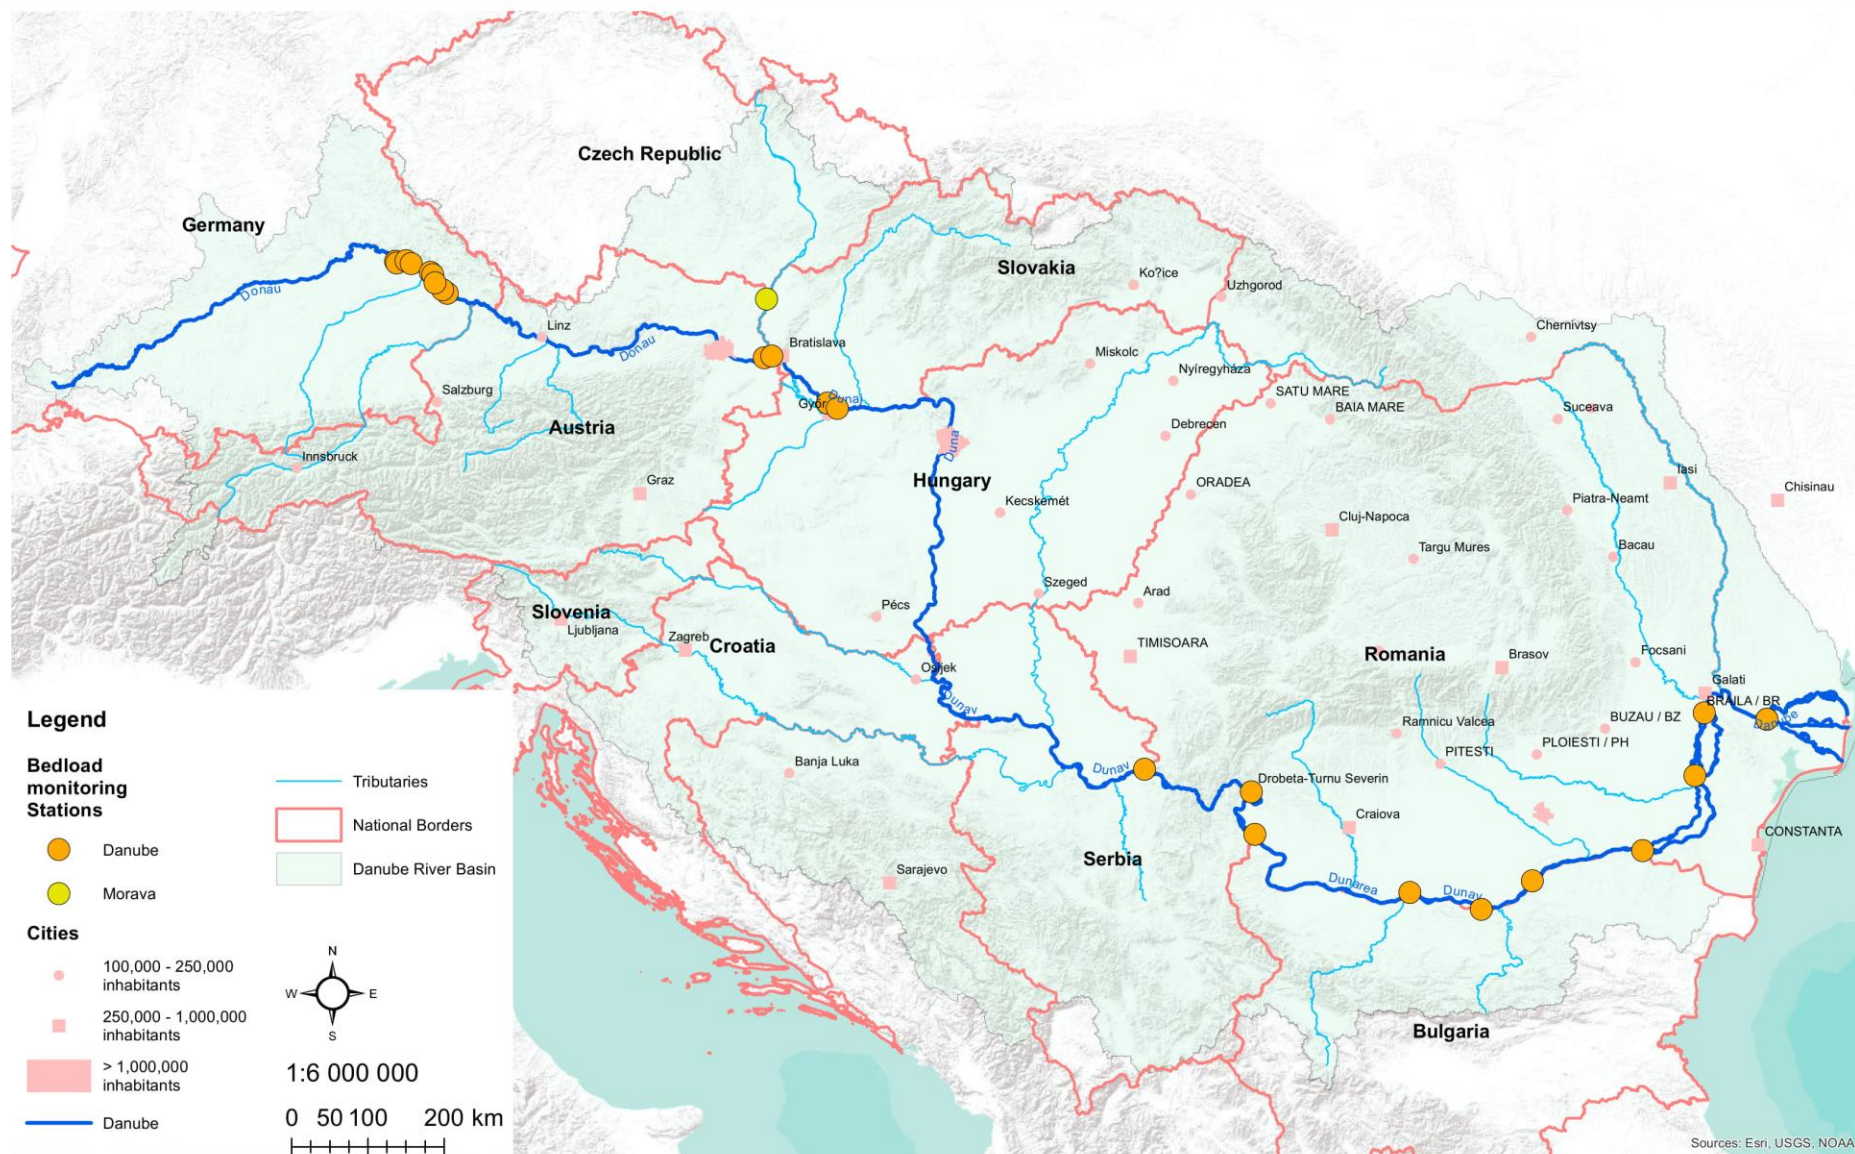 Czech Republic
Germany
Slovakia
Ko?ice
Uzhgorod
Donau
Linz
Donau
Bratislava
Chernivtsy
Miskolc
Nyíregyháza
Salzburg
Győr
Duna
SATU MARE
BAIA MARE
Suceava
Austria
Debrecen
Duna
Innsbruck
Iasi
Graz
Hungary
ORADEA
Chisinau
Kecskemét
Piatra-Neamt
Cluj-Napoca
Targu Mures
Bacau
Szeged
Arad
Slovenia
Ljubljana
Pécs
Zagreb
Croatia
TIMISOARA
Romania
Brasov
Focsani
Osijek
Galati
Dunav
BRAILA / BR
Ramnicu Valcea
BUZAU / BZ
Danube
PITESTI
PLOIESTI / PH
Banja Luka
Dunav
Drobeta-Turnu Severin
Craiova
CONSTANTA
Serbia
Sarajevo
Dunarea
Dunav
Bulgaria
Legend
Bedload
monitoring
Stations
Danube
Morava
Cities
100,000 - 250,000
inhabitants
250,000 - 1,000,000
inhabitants
> 1,000,000
inhabitants
Danube
Tributaries
National Borders
Danube River Basin
N
W
E
S
1:6 000 000
0 50 100 200 km
Sources: Esri, USGS, NOAA